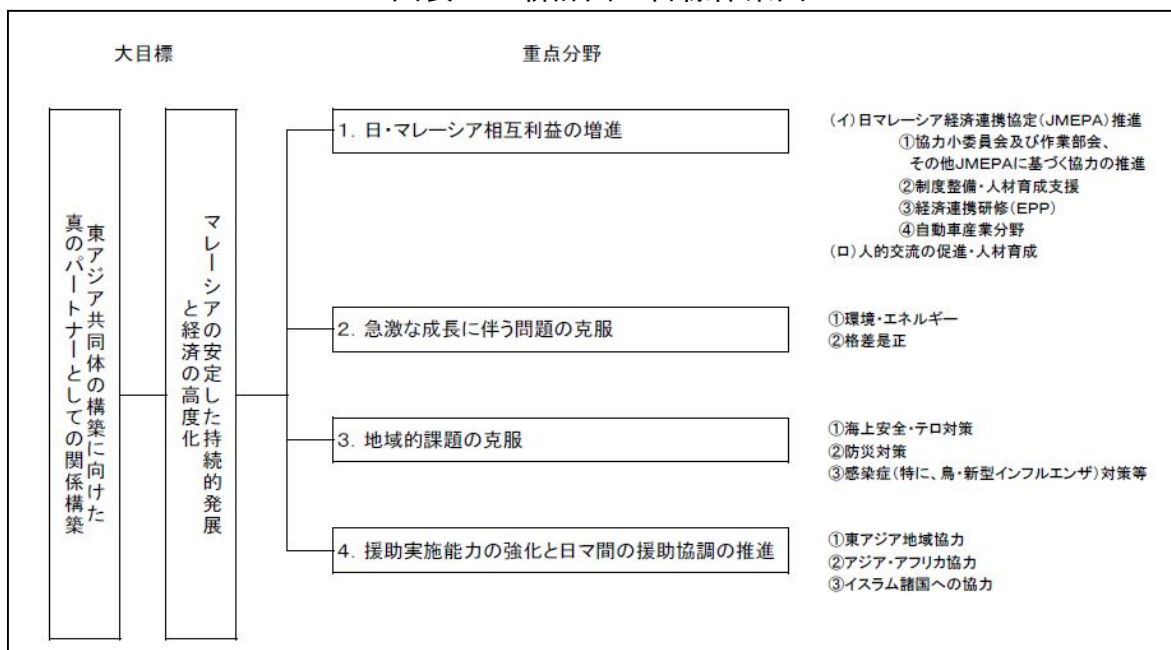 大目標
重点分野
東アジア共同体の構築に向けた
真のパートナーとしての関係構築
マレーシアの安定した持続的発展
と経済の高度化
1. 日・マレーシア相互利益の増進
(イ)日マレーシア経済連携協定(JMEPA)推進
①協力小委員会及び作業部会、
その他JMEPAに基づく協力の推進
②制度整備・人材育成支援
③経済連携研修(EPP)
④自動車産業分野
(ロ)人的交流の促進・人材育成
2. 急激な成長に伴う問題の克服
①環境・エネルギー
②格差是正
3. 地域的課題の克服
①海上安全・テロ対策
②防災対策
③感染症(特に、鳥・新型インフルエンザ)対策等
4. 援助実施能力の強化と日マ間の援助協調の推進
①東アジア地域協力
②アジア・アフリカ協力
③イスラム諸国への協力